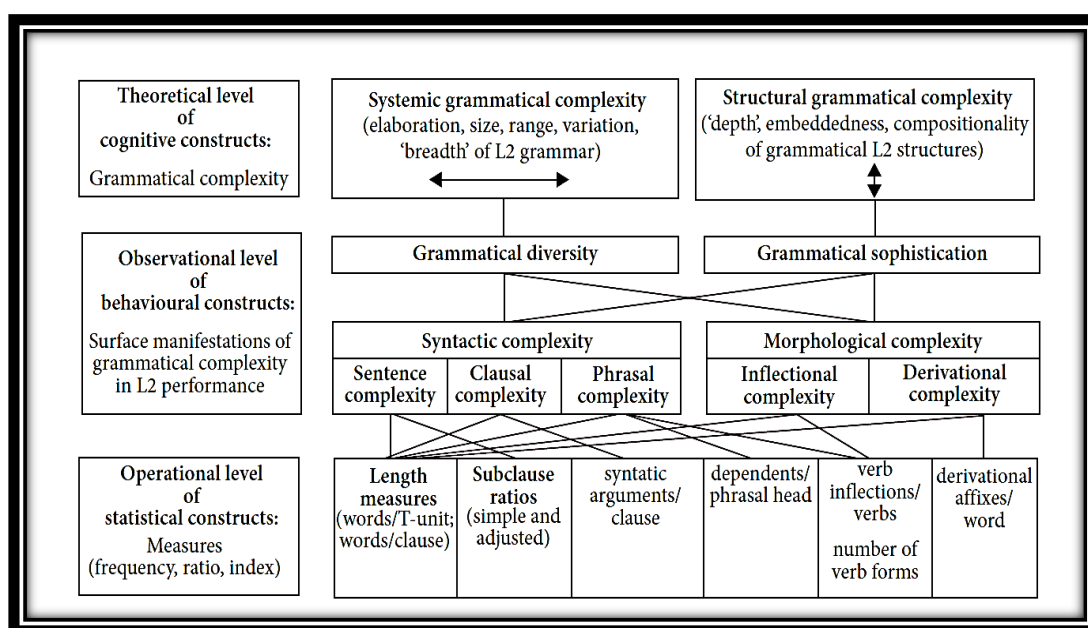 Theoretical level
of
cognitive constructs:
Grammatical complexity
Systemic grammatical complexity
(elaboration, size, range, variation,
‘breadth’ of L2 grammar)
Structural grammatical complexity
(‘depth’, embeddedness, compositionality
of grammatical L2 structures)
Observational level
of
behavioural constructs:
Surface manifestations of
grammatical complexity
in L2 performance
Grammatical diversity
Grammatical sophistication
Syntactic complexity
Morphological complexity
Sentence
complexity
Clausal
complexity
Phrasal
complexity
Inflectional
complexity
Derivational
complexity
Operational level
of
statistical constructs:
Measures
(frequency, ratio, index)
Length
measures
(words/T-unit;
words/clause)
Subclause
ratios
(simple and
adjusted)
syntatic
arguments/
clause
dependents/
phrasal head
verb
inflections/
verbs
number of
verb forms
derivational
affixes/
word